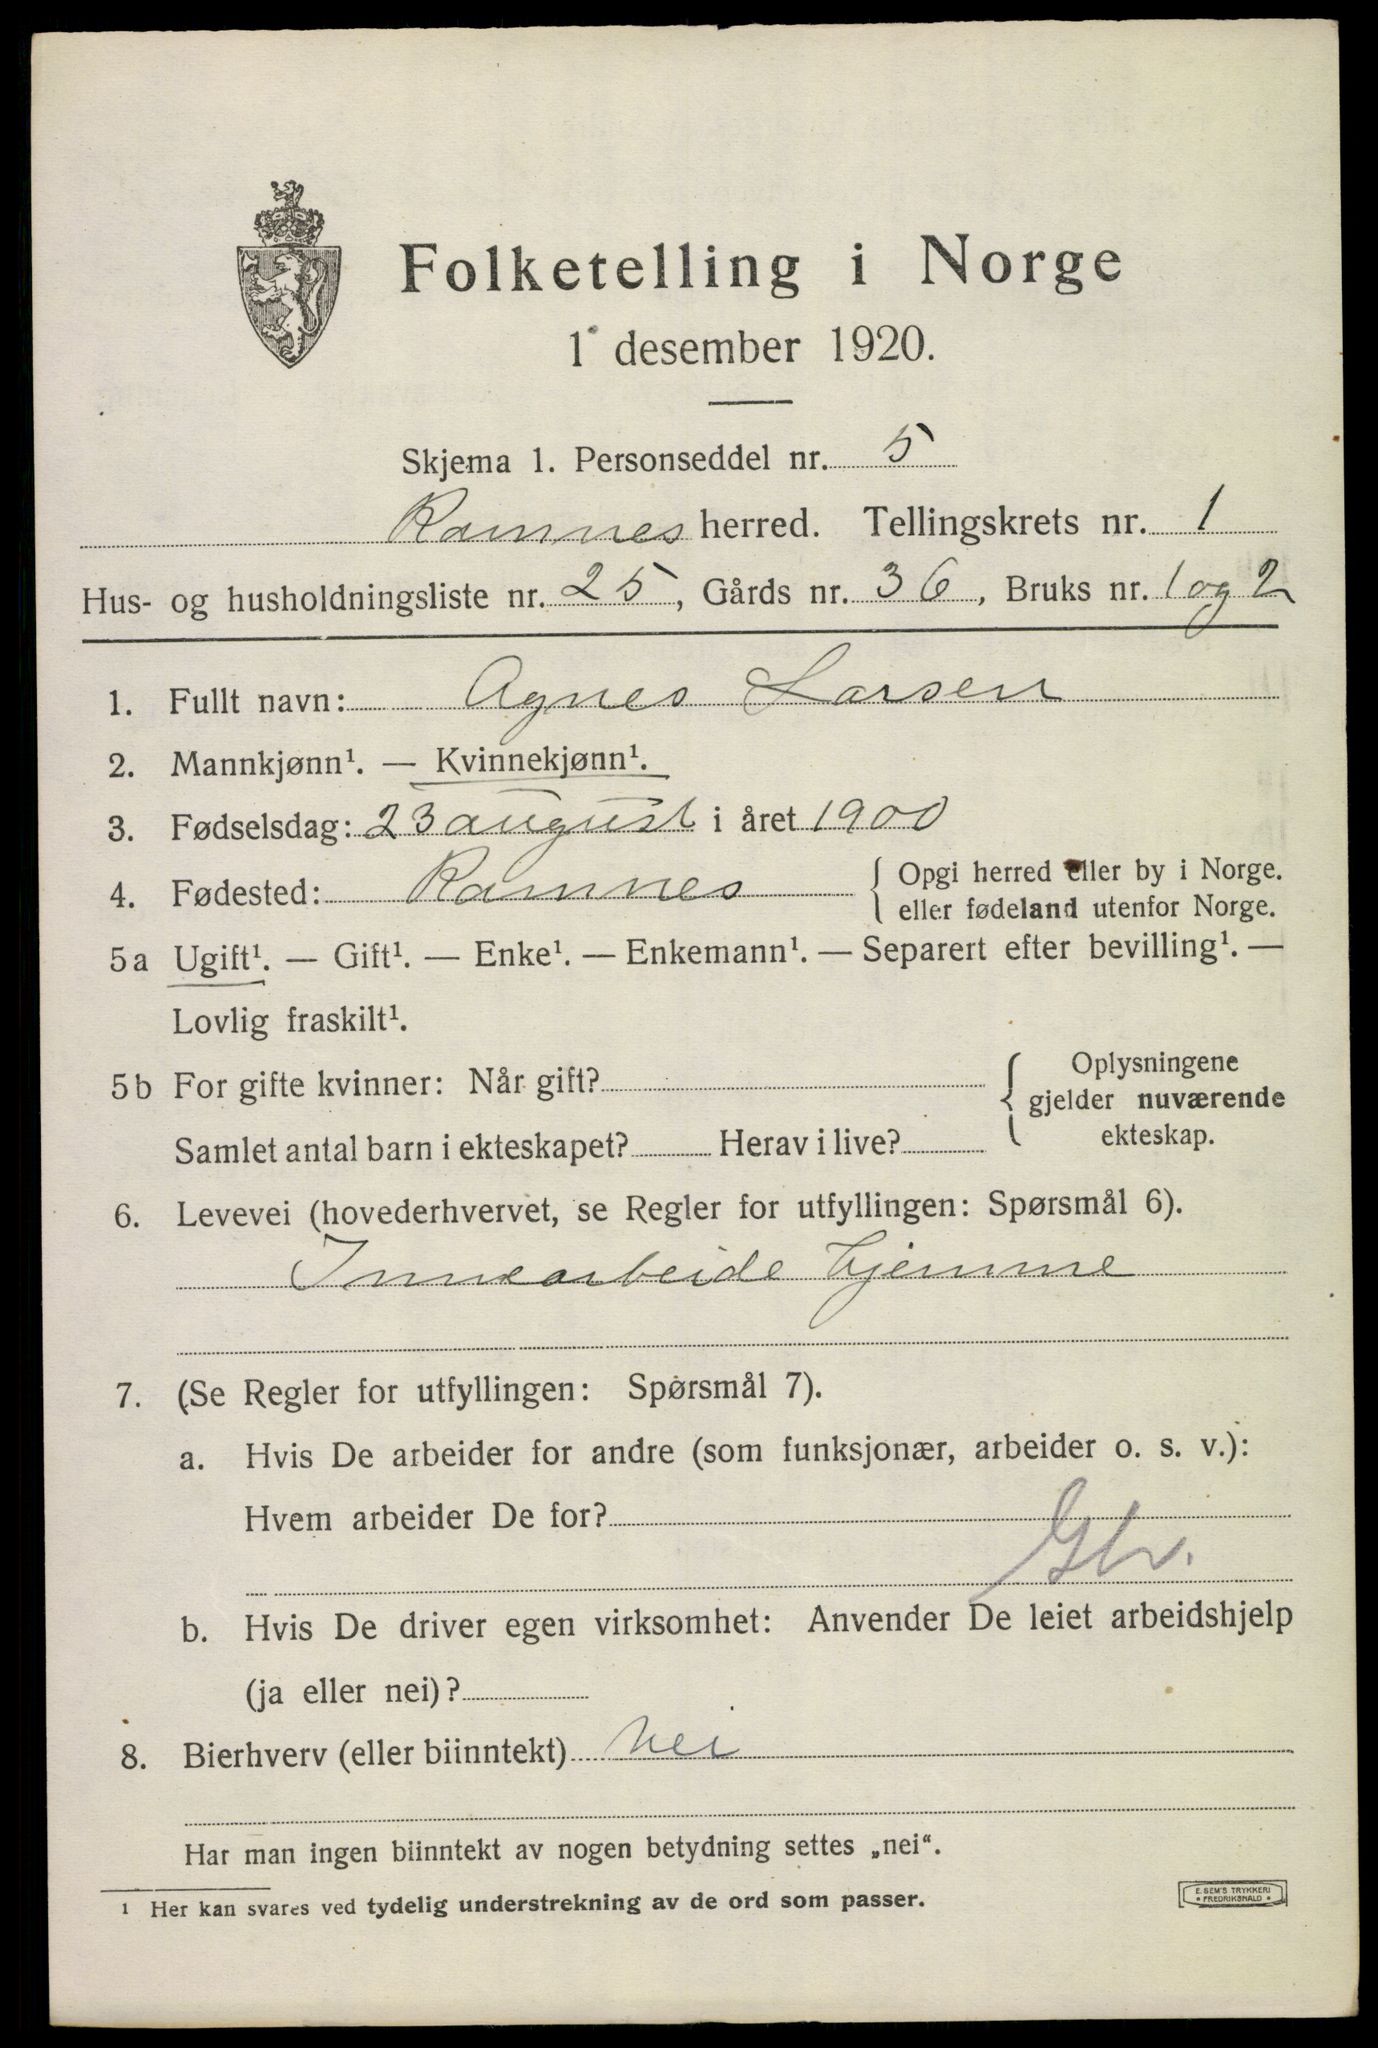 Folketelling i Norge
1 desember 1920.
Skjema 1. Personseddel nr. 5
Ramnes herred. Tellingskrets nr. 1
Hus- og husholdningsliste nr. 25, Gårds nr. 36, Bruks nr. 1 og 2
1. Fullt navn: Agnes Larsen
2. Mannkjønn¹. — Kvinnekjønn¹.
3. Fødselsdag: 23 august i året 1900
4. Fødested: Ramnes { Opgi herred eller by i Norge.
eller fødeland utenfor Norge.
5a Ugift¹. — Gift¹. — Enke¹. — Enkemann¹. — Separert efter bevilling¹. —
Lovlig fraskilt¹.
5b For gifte kvinner: Når gift?
Samlet antal barn i ekteskapet? Herav i live?
{ Oplysningene
gjelder nuværende
ekteskap.
6. Levevei (hovederhvervet, se Regler for utfyllingen: Spørsmål 6).
Innearbeide hjemme
7. (Se Regler for utfyllingen: Spørsmål 7).
a. Hvis De arbeider for andre (som funksjonær, arbeider o. s. v.):
Hvem arbeider De for?
b. Hvis De driver egen virksomhet: Anvender De leiet arbeidshjelp
(ja eller nei)?
8. Bierhverv (eller biinntekt) nei
Har man ingen biinntekt av nogen betydning settes „nei“.
¹ Her kan svares ved tydelig understrekning av de ord som passer.
E. SEM'S TRYKKERI
• FREDRIKSHALD •